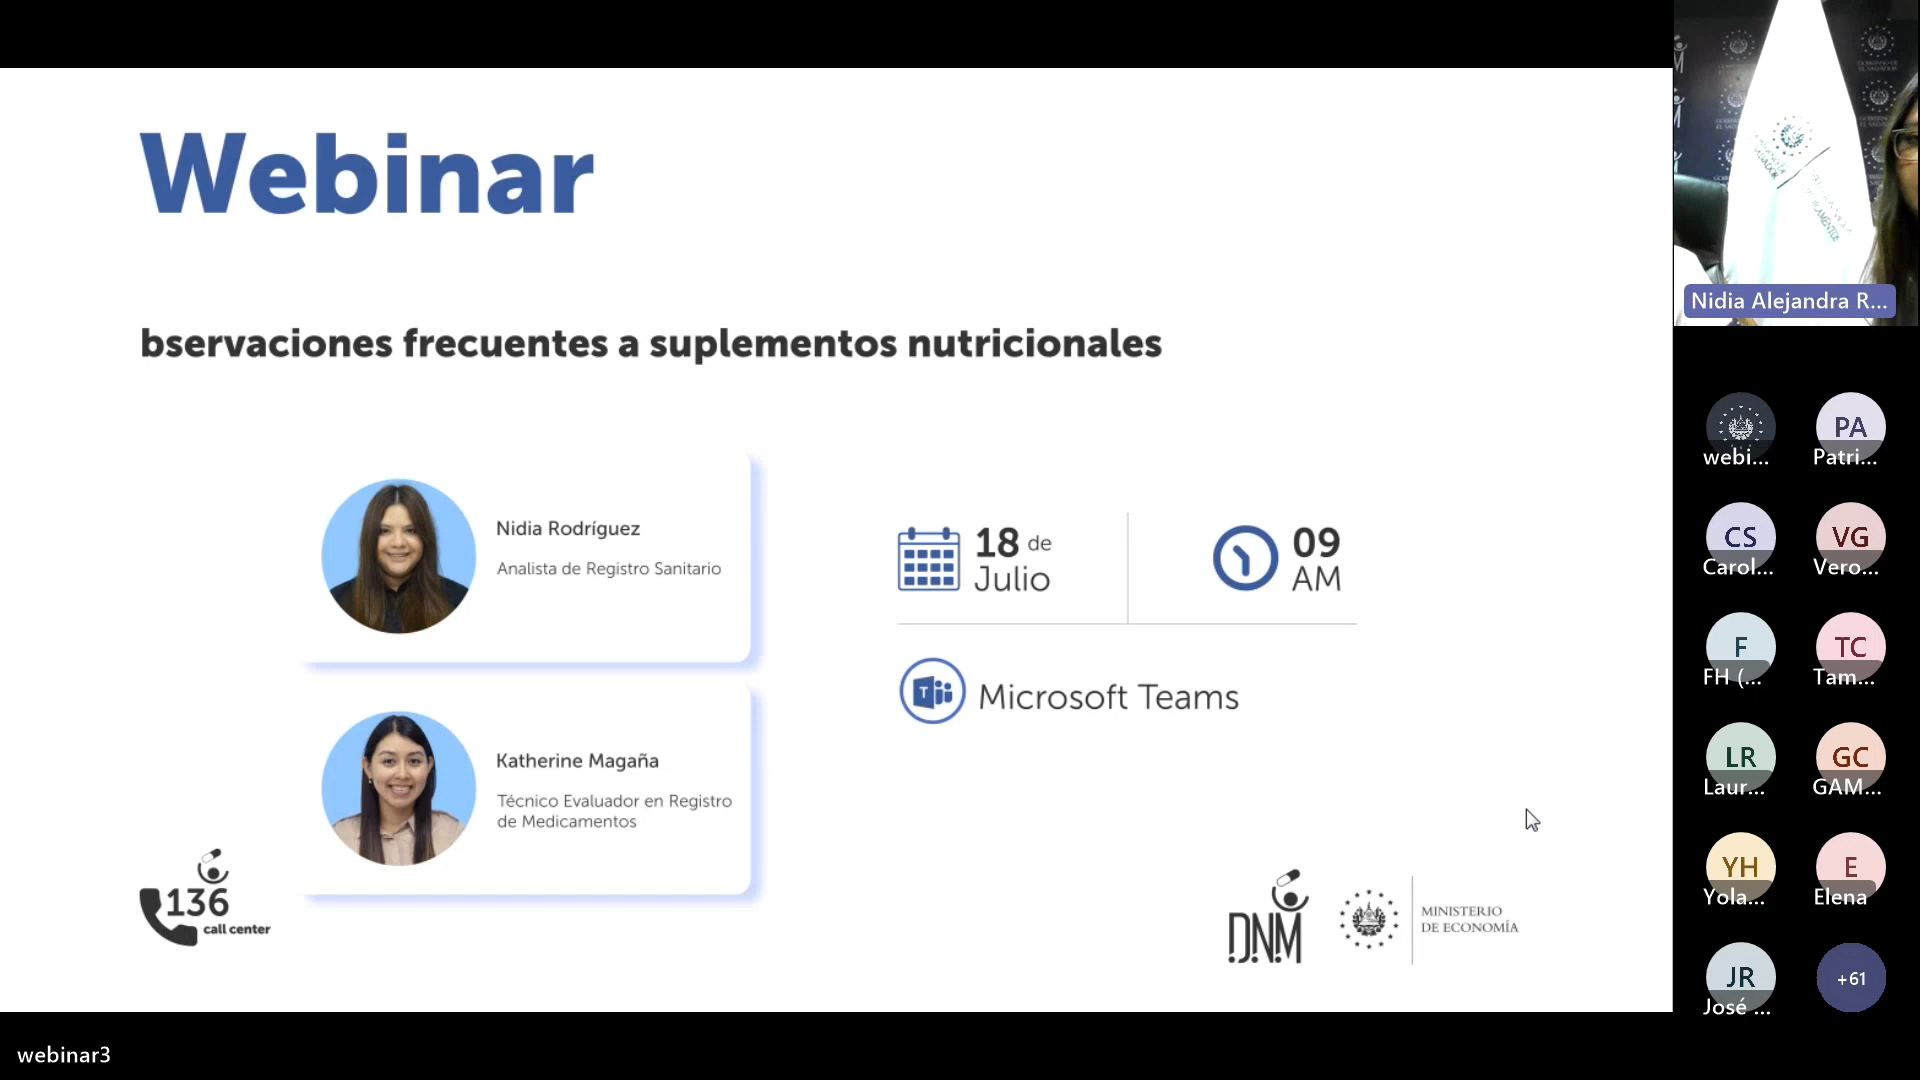 Webinar
bservaciones frecuentes a suplementos nutricionales
Nidia Rodríguez
Analista de Registro Sanitario
Katherine Magaña
Técnico Evaluador en Registro
de Medicamentos
18 de
Julio
09
AM
Microsoft Teams
136
call center
DNM
MINISTERIO
DE ECONOMÍA
Nidia Alejandra R...
webi...
PA
Patri...
CS
Carol...
VG
Vero...
F
FH (...
TC
Tam...
LR
Laur...
GC
GAM...
YH
Yola...
E
Elena
JR
José ...
+61
webinar3